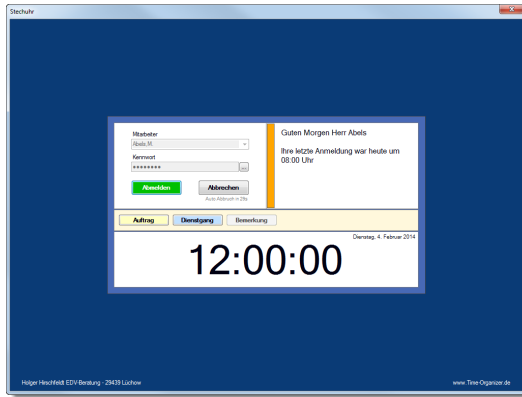 Stechuhr
Mitarbeiter
Abels, M.
Kennwort
********
...
Abmelden
Abbrechen
Auto Abbruch in 28s
Guten Morgen Herr Abels
Ihre letzte Anmeldung war heute um
08:00 Uhr
Auftrag
Dienstgang
Bemerkung
Dienstag, 4. Februar 2014
12:00:00
Holger Hirschfeldt EDV-Beratung - 29439 Lüchow
www.Time-Organizer.de